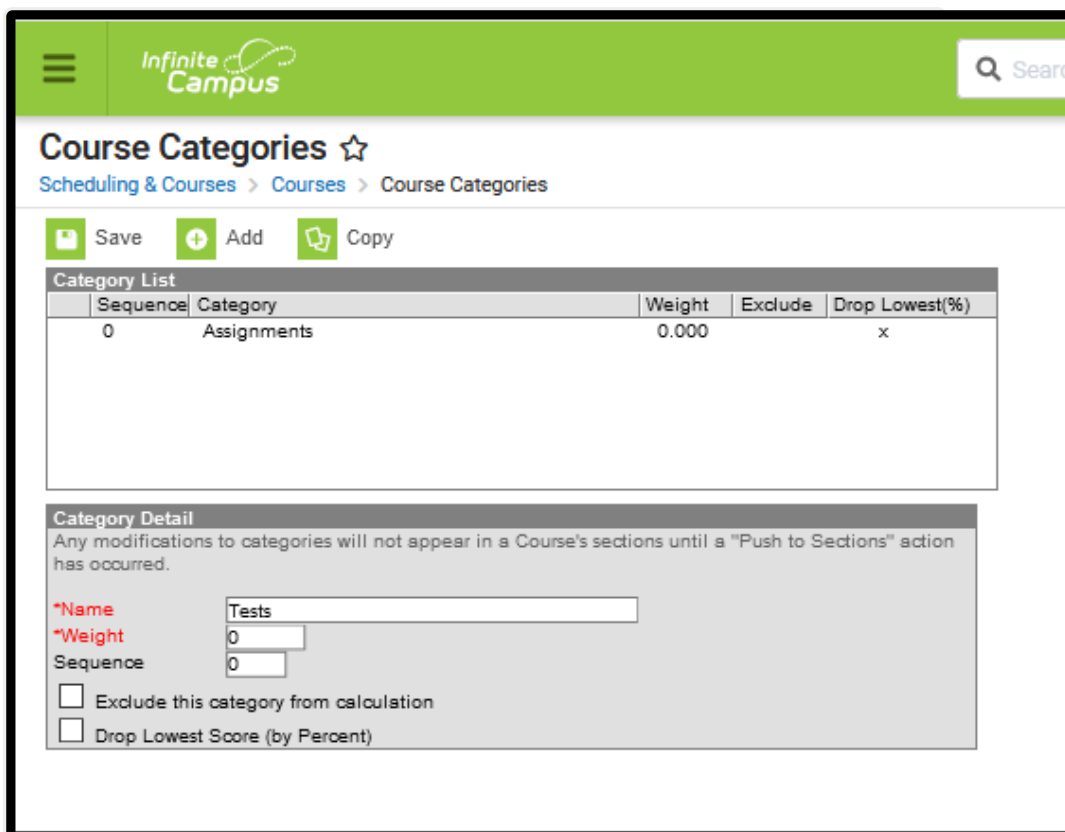 Infinite
Campus
Course Categories
Scheduling & Courses > Courses > Course Categories
Save Add Copy
Category List
Sequence Category Weight Exclude Drop Lowest(%)
0 Assignments 0.000 x
Category Detail
Any modifications to categories will not appear in a Course's sections until a "Push to Sections" action
has occurred.
*Name Tests
*Weight 0
Sequence 0
Exclude this category from calculation
Drop Lowest Score (by Percent)